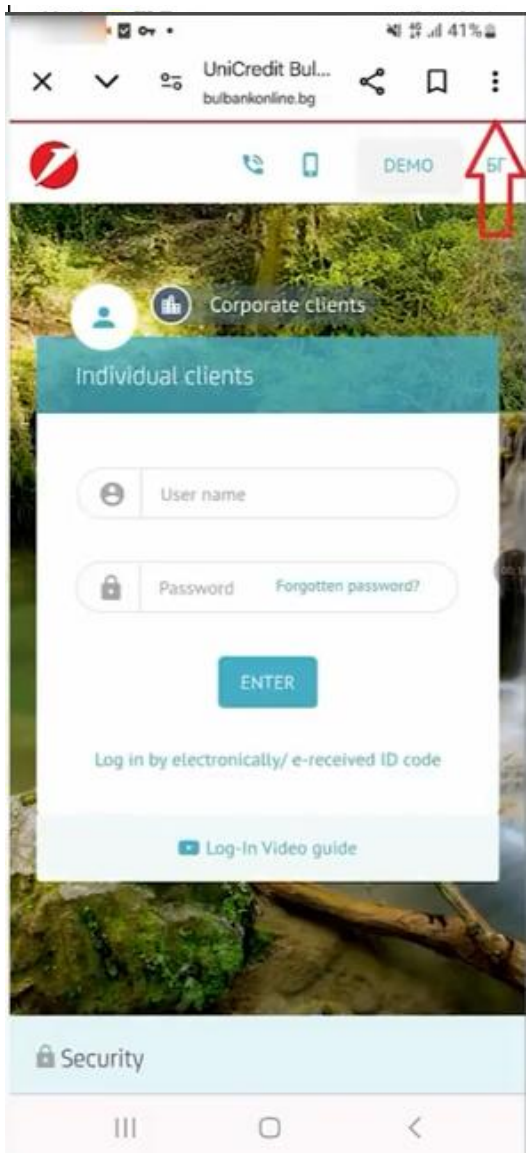 41%
UniCredit Bul...
bulbankonline.bg
DEMO
БГ
Corporate clients
Individual clients
User name
Password Forgotten password?
ENTER
Log in by electronically/ e-received ID code
Log-In Video guide
Security